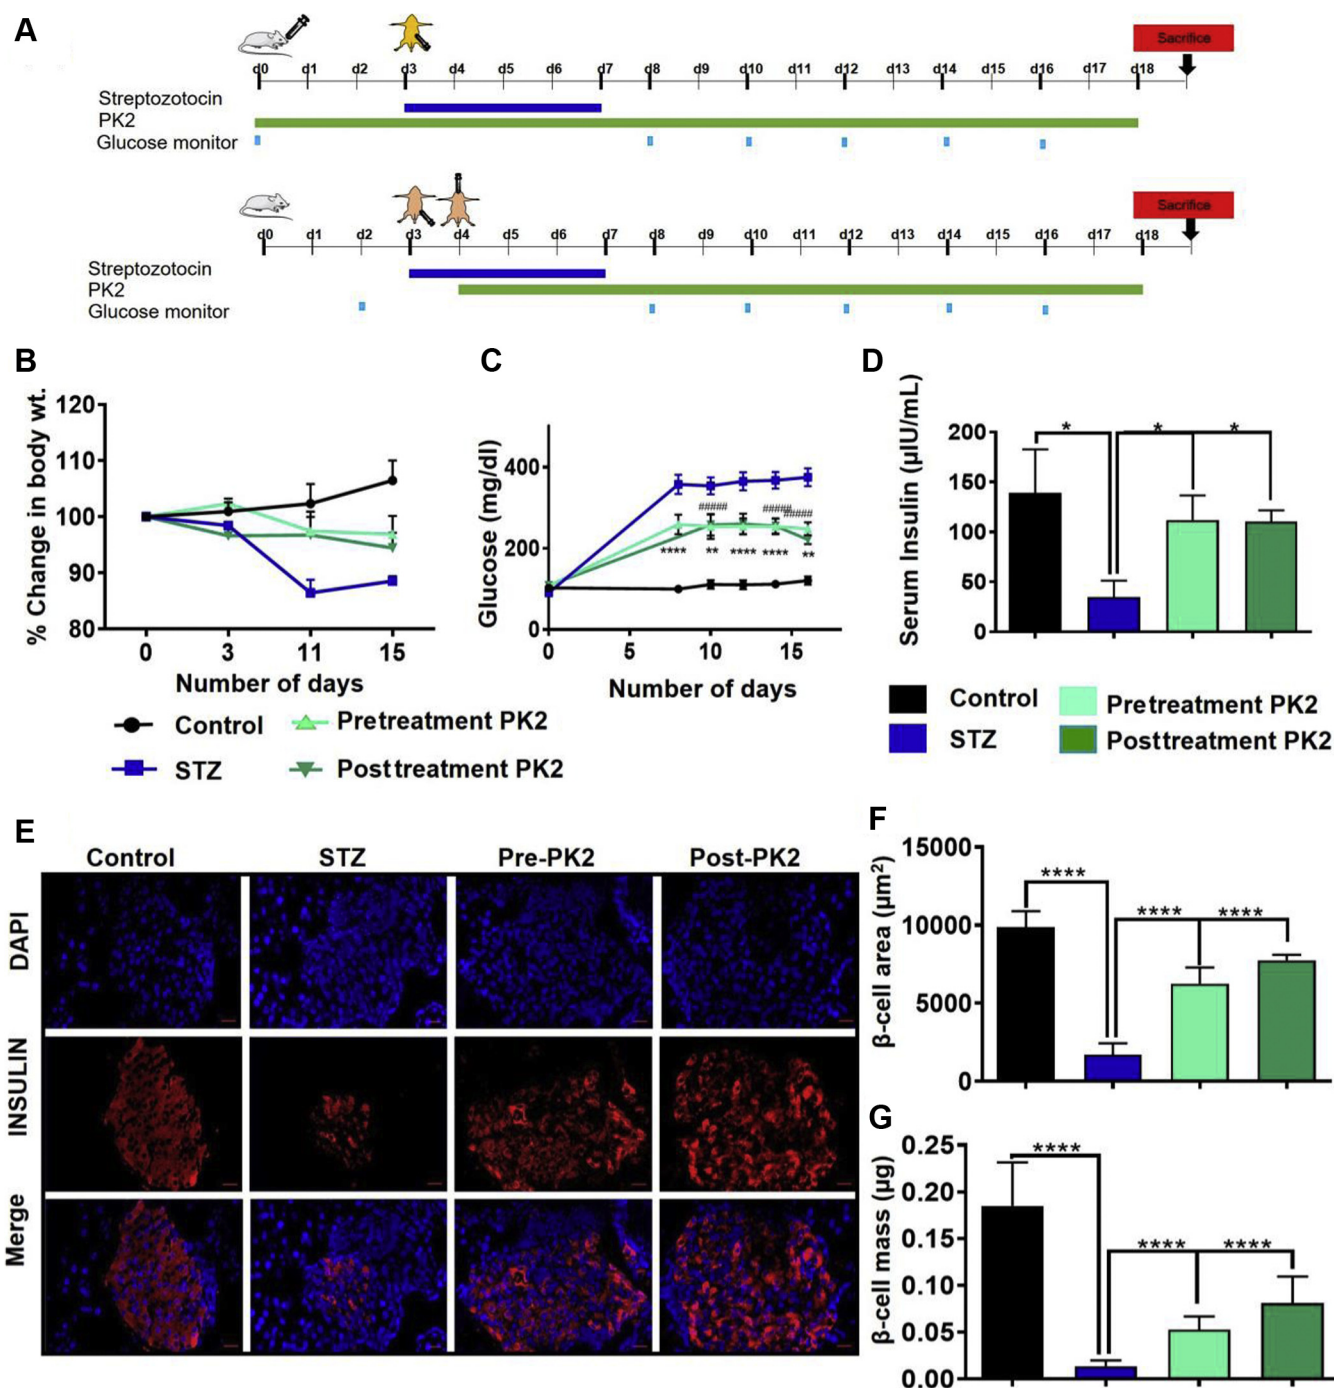 A
Sacrifice
d0 d1 d2 d3 d4 d5 d6 d7 d8 d9 d10 d11 d12 d13 d14 d15 d16 d17 d18
Streptozotocin
PK2
Glucose monitor
Sacrifice
d0 d1 d2 d3 d4 d5 d6 d7 d8 d9 d10 d11 d12 d13 d14 d15 d16 d17 d18
Streptozotocin
PK2
Glucose monitor
B
% Change in body wt.
120
110
100
90
80
0 3 11 15
Number of days
Control
Pretreatment PK2
STZ
Posttreatment PK2
C
Glucose (mg/dl)
400
200
0
##### ##### #####
**** ** **** **** **
0 5 10 15
Number of days
D
Serum Insulin (µIU/mL)
200
150
100
50
0
* * *
Control
Pretreatment PK2
STZ
Posttreatment PK2
E
Control STZ Pre-PK2 Post-PK2
DAPI
INSULIN
Merge
F
β-cell area (µm²)
15000
10000
5000
0
**** **** ****
G
β-cell mass (µg)
0.25
0.20
0.15
0.10
0.05
0.00
**** **** ****